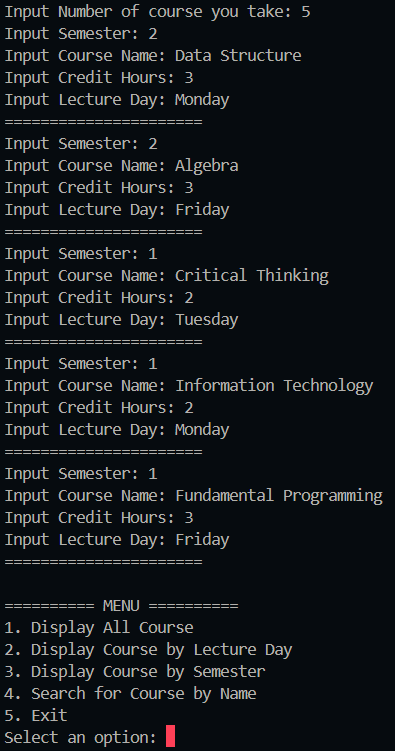 Input Number of course you take: 5
Input Semester: 2
Input Course Name: Data Structure
Input Credit Hours: 3
Input Lecture Day: Monday
======================
Input Semester: 2
Input Course Name: Algebra
Input Credit Hours: 3
Input Lecture Day: Friday
======================
Input Semester: 1
Input Course Name: Critical Thinking
Input Credit Hours: 2
Input Lecture Day: Tuesday
======================
Input Semester: 1
Input Course Name: Information Technology
Input Credit Hours: 2
Input Lecture Day: Monday
======================
Input Semester: 1
Input Course Name: Fundamental Programming
Input Credit Hours: 3
Input Lecture Day: Friday
======================
========== MENU ==========
1. Display All Course
2. Display Course by Lecture Day
3. Display Course by Semester
4. Search for Course by Name
5. Exit
Select an option: